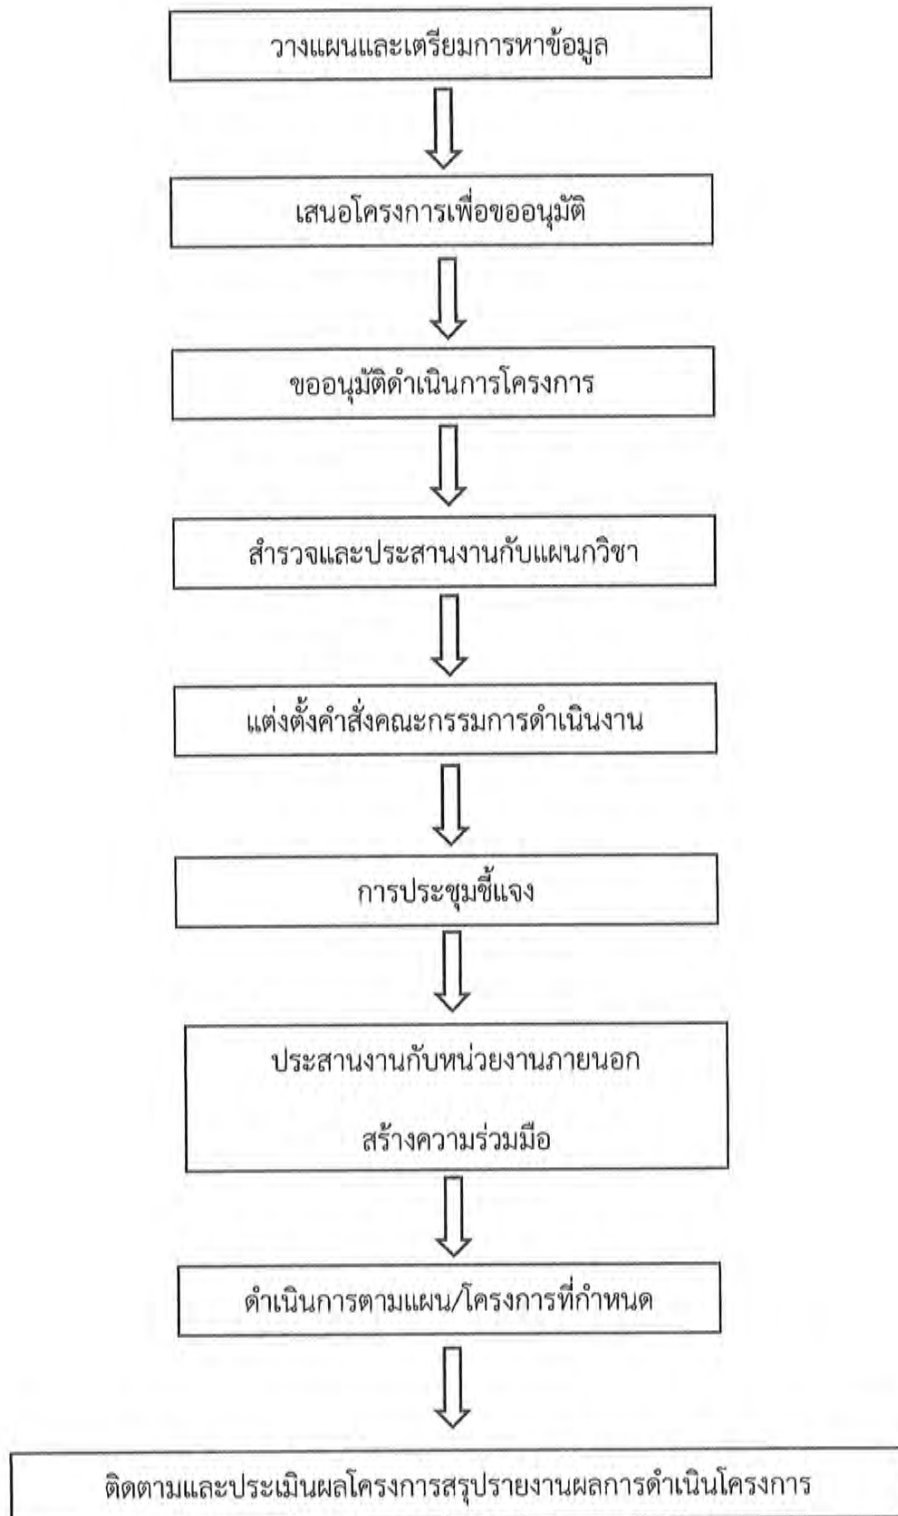 วางแผนและเตรียมการหาข้อมูล
เสนอโครงการเพื่อขออนุมัติ
ขออนุมัติดำเนินการโครงการ
สำรวจและประสานงานกับแผนกวิชา
แต่งตั้งคำสั่งคณะกรรมการดำเนินงาน
การประชุมชี้แจง
ประสานงานกับหน่วยงานภายนอก
สร้างความร่วมมือ
ดำเนินการตามแผน/โครงการที่กำหนด
ติดตามและประเมินผลโครงการสรุปรายงานผลการดำเนินโครงการ